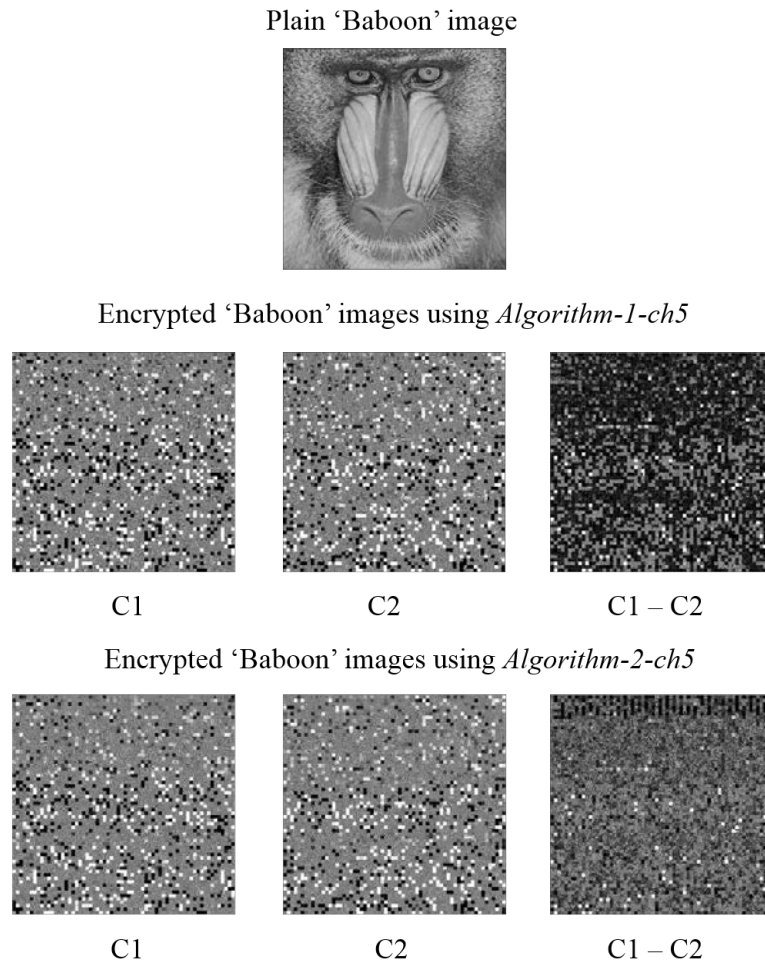 Plain ‘Baboon’ image
Encrypted ‘Baboon’ images using Algorithm-1-ch5
C1
C2
C1 – C2
Encrypted ‘Baboon’ images using Algorithm-2-ch5
C1
C2
C1 – C2